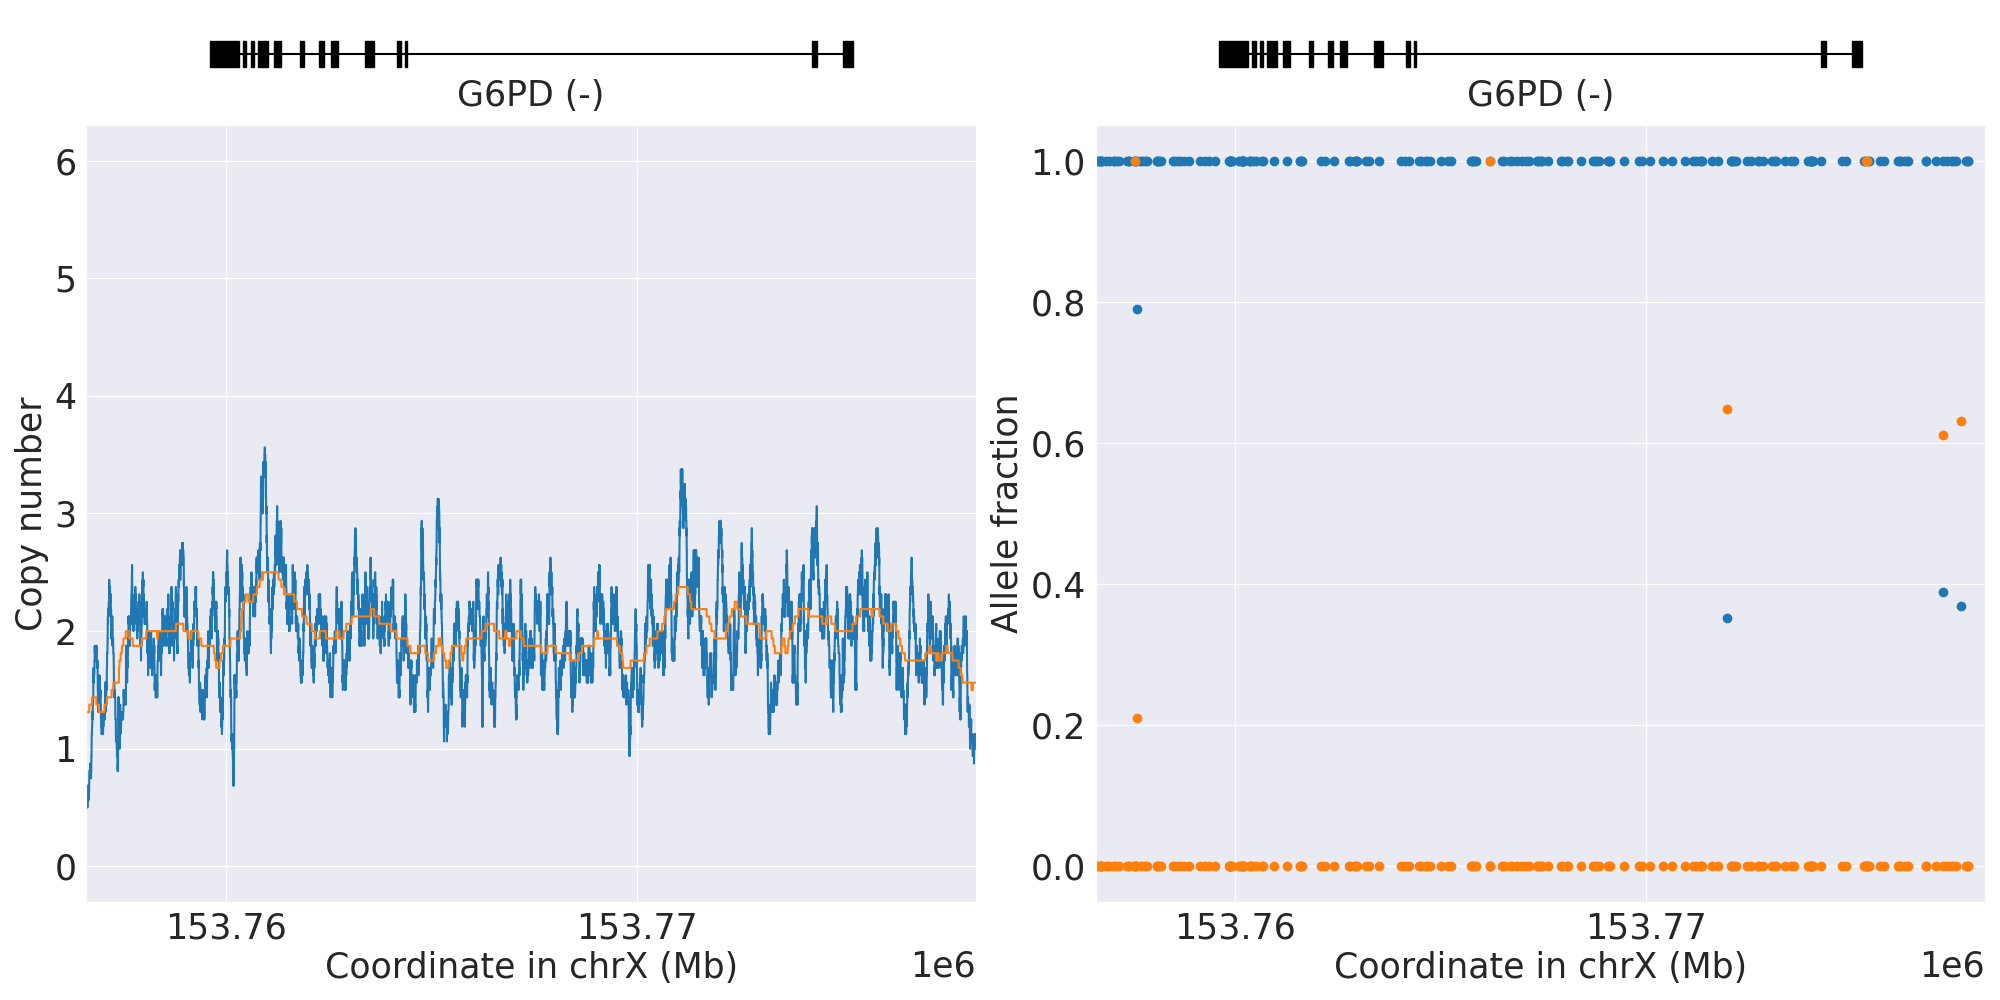 G6PD (-)
6
5
4
3
2
1
0
Copy number
153.76
153.77
Coordinate in chrX (Mb)
1e6
G6PD (-)
1.0
0.8
0.6
0.4
0.2
0.0
Allele fraction
153.76
153.77
Coordinate in chrX (Mb)
1e6